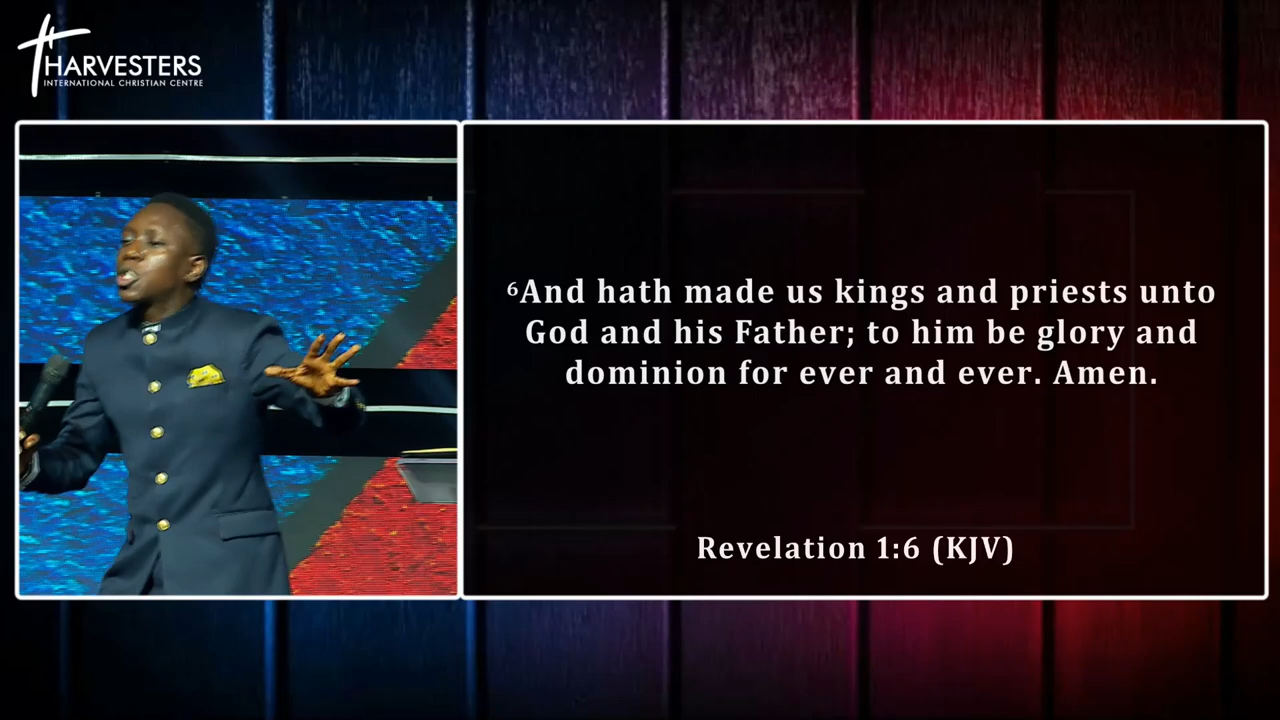 HARVESTERS
INTERNATIONAL CHRISTIAN CENTRE
⁶And hath made us kings and priests unto
God and his Father; to him be glory and
dominion for ever and ever. Amen.
Revelation 1:6 (KJV)